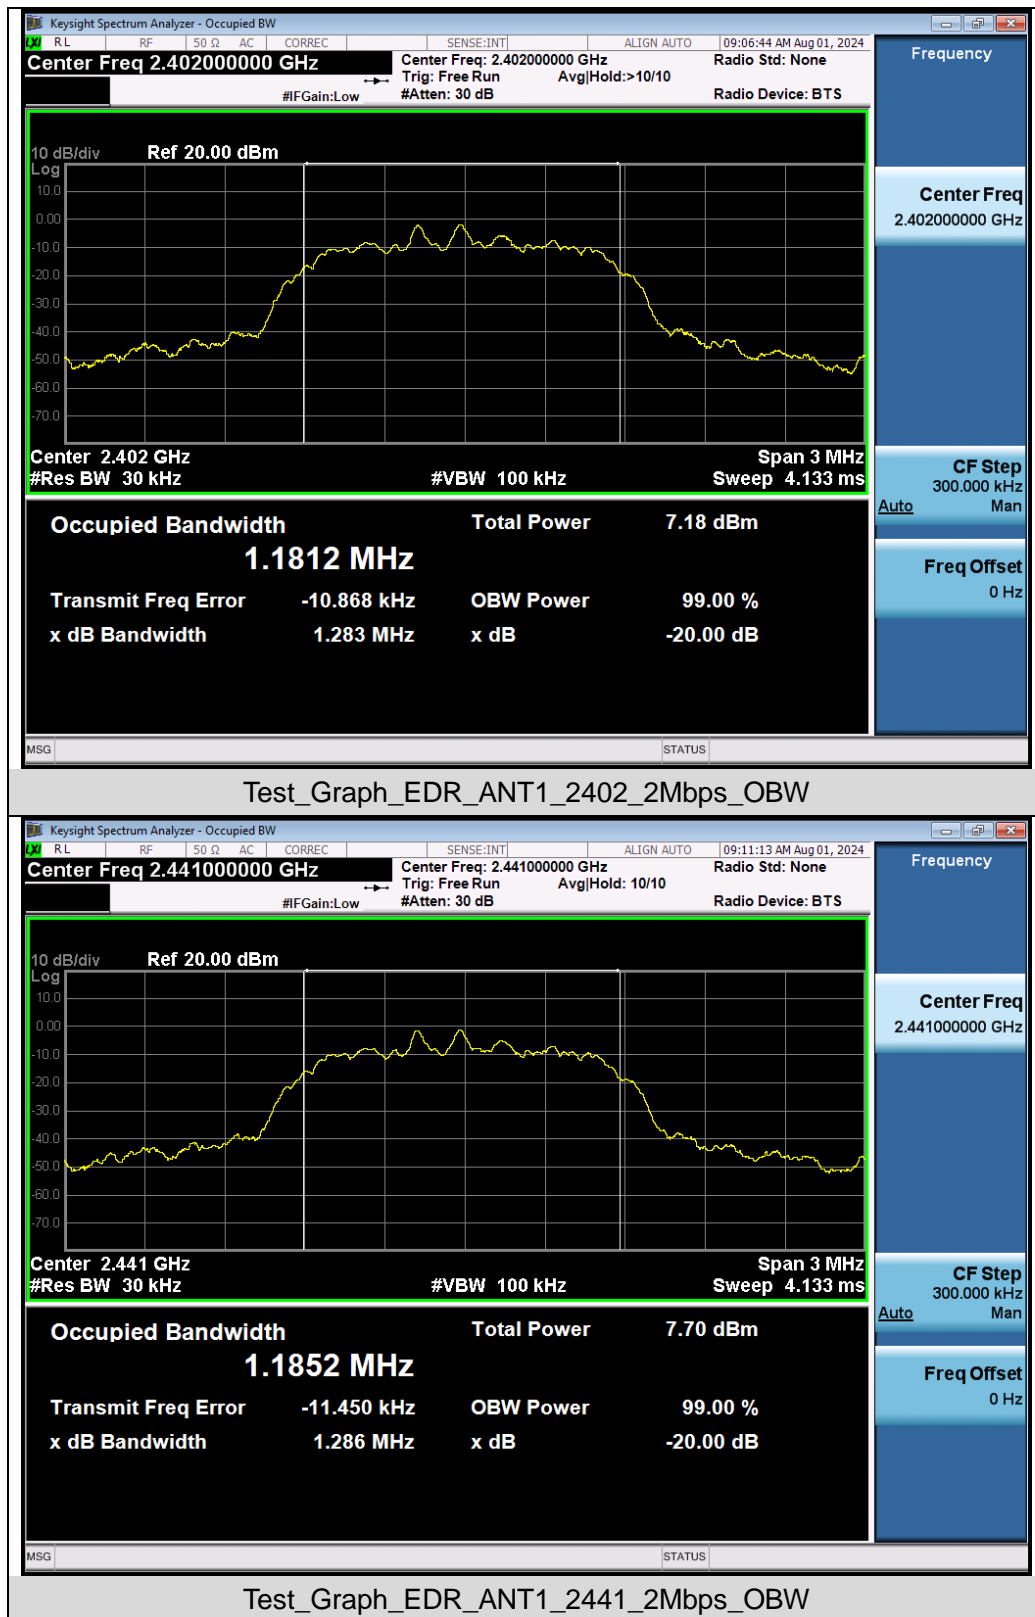 Keysight Spectrum Analyzer - Occupied BW
LXI RL RF 50 Ω AC CORREC SENSE:INT ALIGN AUTO 09:06:44 AM Aug 01, 2024
Center Freq 2.402000000 GHz
Center Freq: 2.402000000 GHz Radio Std: None
Trig: Free Run Avg|Hold:>10/10
#IFGain:Low #Atten: 30 dB Radio Device: BTS
Frequency
10 dB/div Ref 20.00 dBm
Log
10.0
0.00
-10.0
-20.0
-30.0
-40.0
-50.0
-60.0
-70.0
Center Freq
2.402000000 GHz
Center 2.402 GHz Span 3 MHz
#Res BW 30 kHz #VBW 100 kHz Sweep 4.133 ms
CF Step
300.000 kHz
Auto Man
Freq Offset
0 Hz
Occupied Bandwidth Total Power 7.18 dBm
1.1812 MHz
Transmit Freq Error -10.868 kHz OBW Power 99.00 %
x dB Bandwidth 1.283 MHz x dB -20.00 dB
MSG STATUS
Test_Graph_EDR_ANT1_2402_2Mbps_OBW
Keysight Spectrum Analyzer - Occupied BW
LXI RL RF 50 Ω AC CORREC SENSE:INT ALIGN AUTO 09:11:13 AM Aug 01, 2024
Center Freq 2.441000000 GHz
Center Freq: 2.441000000 GHz Radio Std: None
Trig: Free Run Avg|Hold: 10/10
#IFGain:Low #Atten: 30 dB Radio Device: BTS
Frequency
10 dB/div Ref 20.00 dBm
Log
10.0
0.00
-10.0
-20.0
-30.0
-40.0
-50.0
-60.0
-70.0
Center Freq
2.441000000 GHz
Center 2.441 GHz Span 3 MHz
#Res BW 30 kHz #VBW 100 kHz Sweep 4.133 ms
CF Step
300.000 kHz
Auto Man
Freq Offset
0 Hz
Occupied Bandwidth Total Power 7.70 dBm
1.1852 MHz
Transmit Freq Error -11.450 kHz OBW Power 99.00 %
x dB Bandwidth 1.286 MHz x dB -20.00 dB
MSG STATUS
Test_Graph_EDR_ANT1_2441_2Mbps_OBW